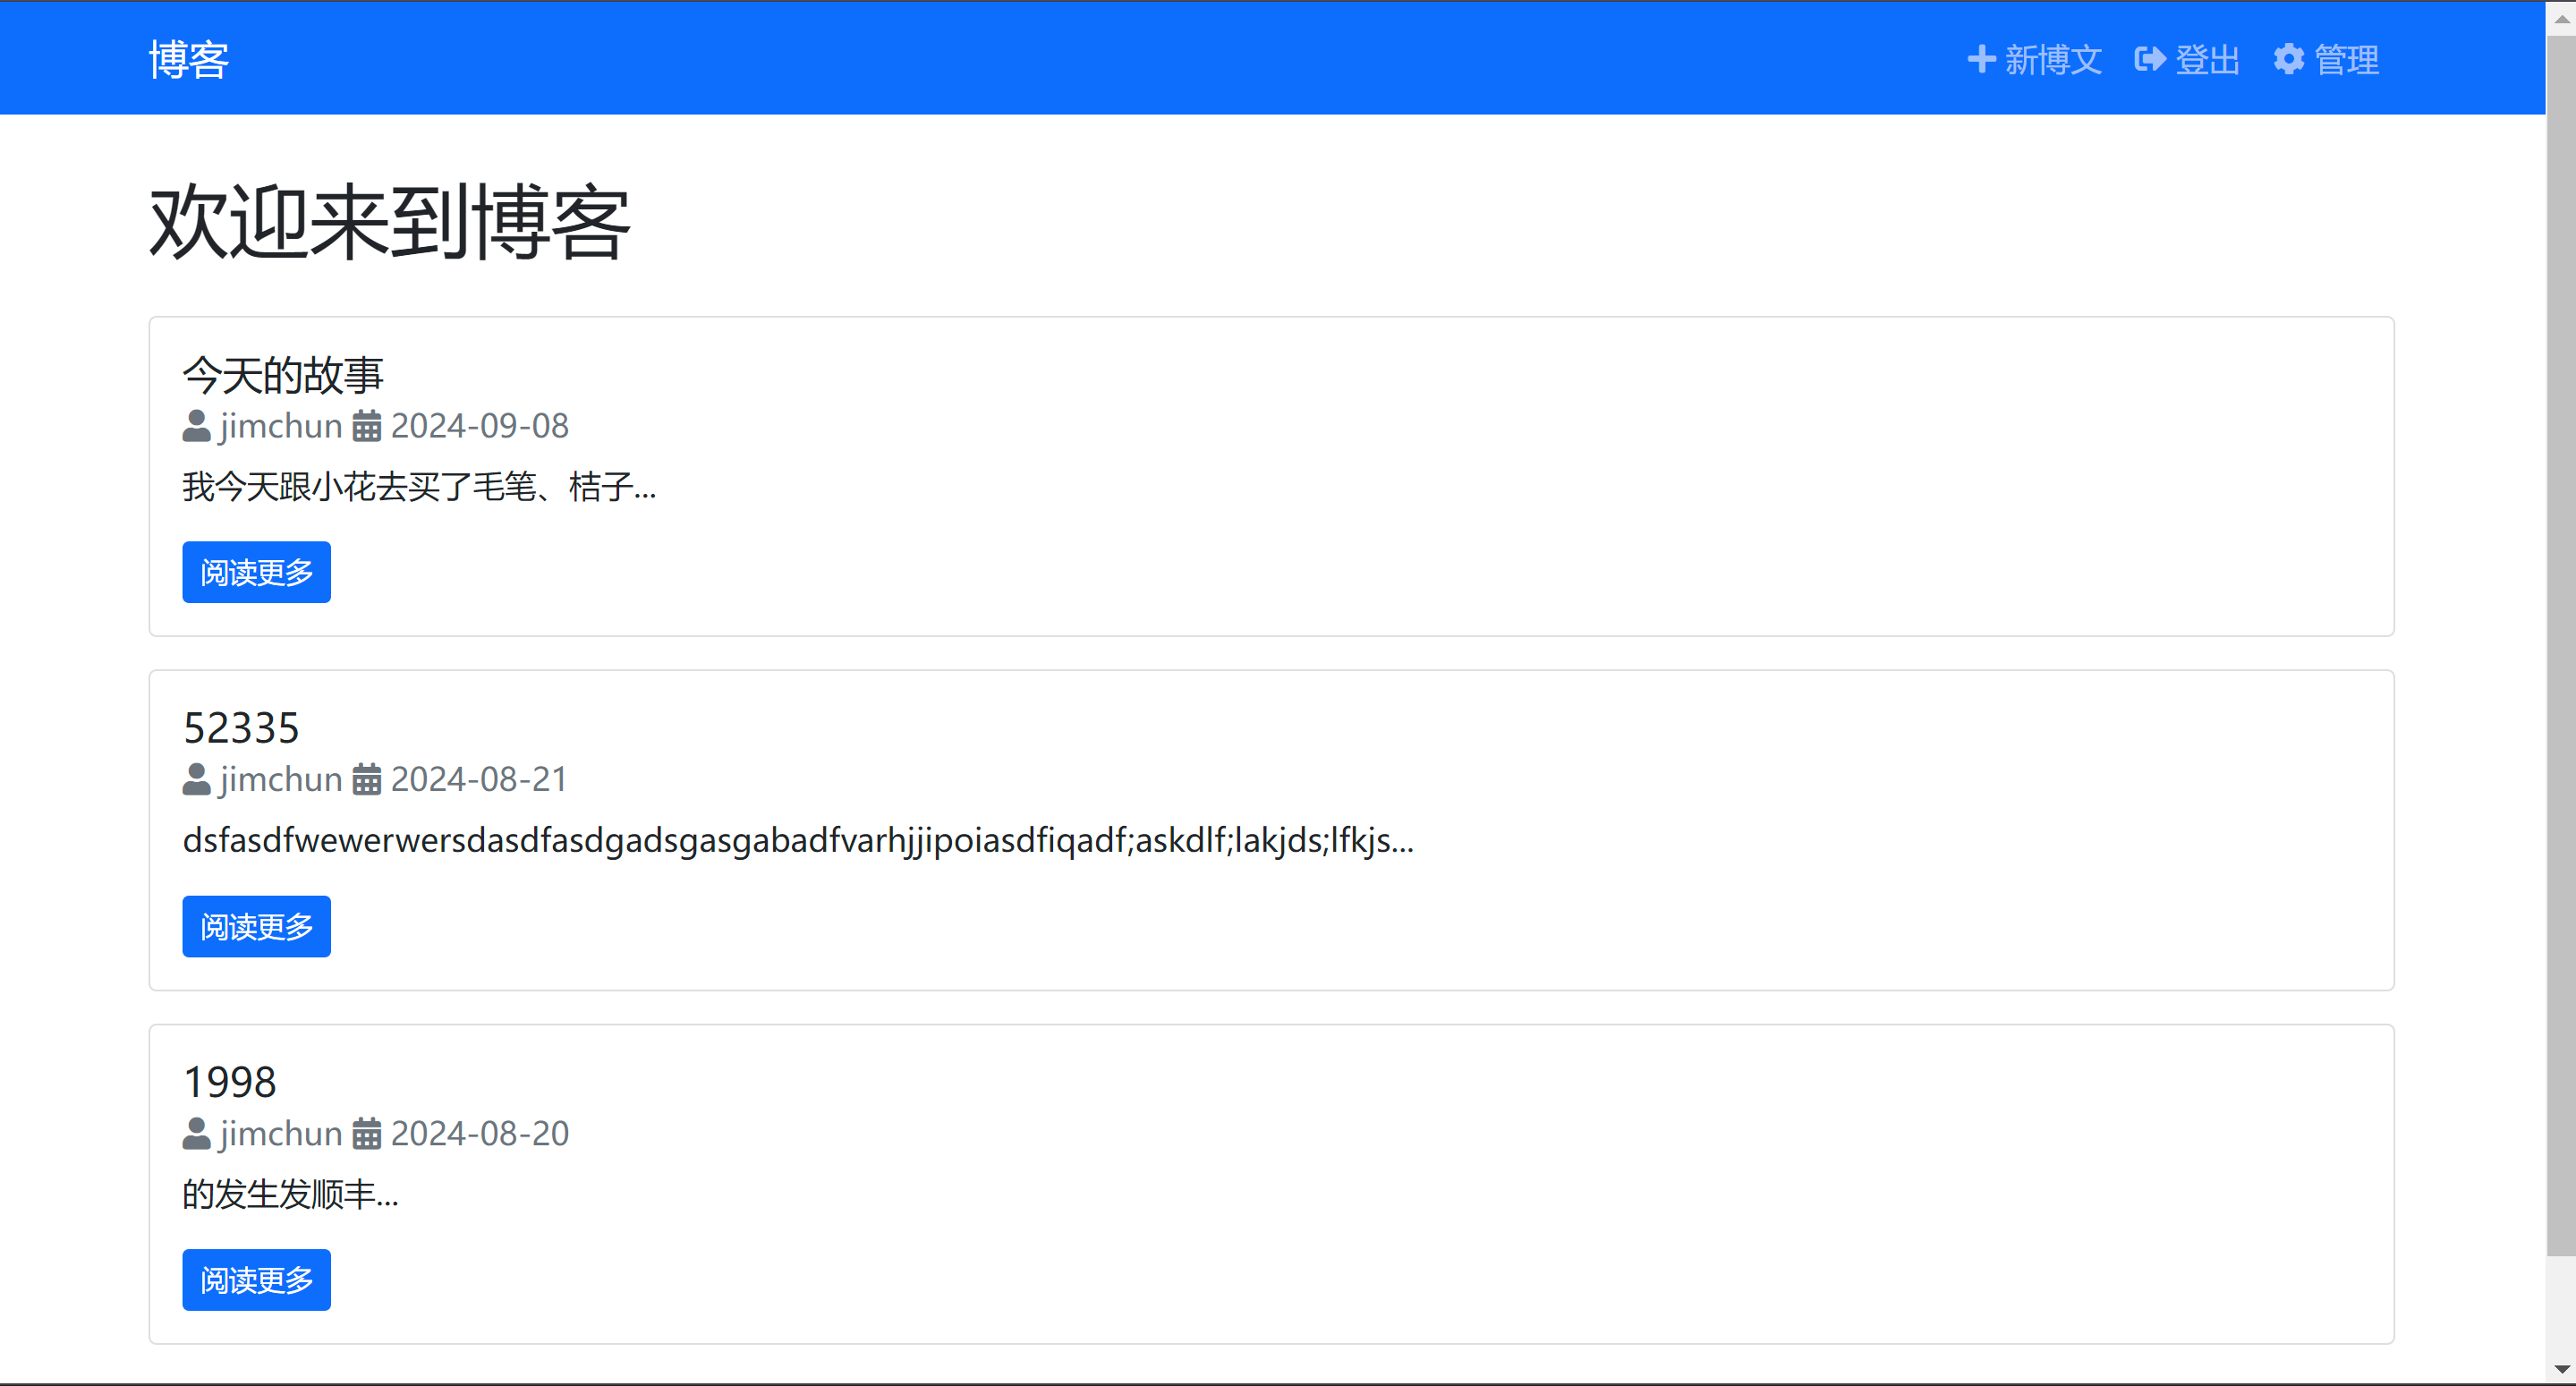 博客
新博文 登出 管理
欢迎来到博客
今天的故事
jimchun 2024-09-08
我今天跟小花去买了毛笔、桔子...
阅读更多
52335
jimchun 2024-08-21
dsfasdfwewerwersdasdfasdgadsgasgabadfvarhjjipoiasdfiqadf;askdlf;lakjds;lfkjs...
阅读更多
1998
jimchun 2024-08-20
的发生发顺丰...
阅读更多